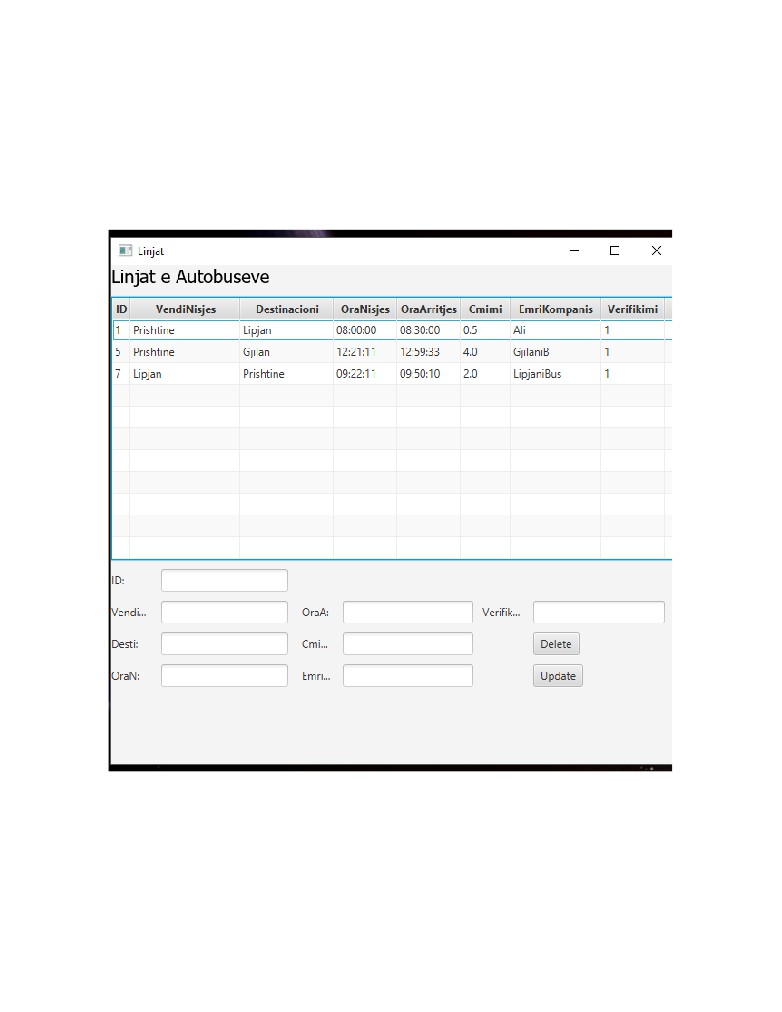 Linjat
Linjat e Autobuseve
ID VendiNisjes Destinacioni OraNisjes OraArritjes Cmimi EmriKompanis Verifikimi
1 Prishtine Lipjan 08:00:00 08:30:00 0.5 Ali 1
5 Prishtine Gjilan 12:21:11 12:59:33 4.0 GjilaniB 1
7 Lipjan Prishtine 09:22:11 09:50:10 2.0 LipjaniBus 1
ID:
Vendi... OraA: Verifik...
Desti: Cmi... Delete
OraN: Emri... Update